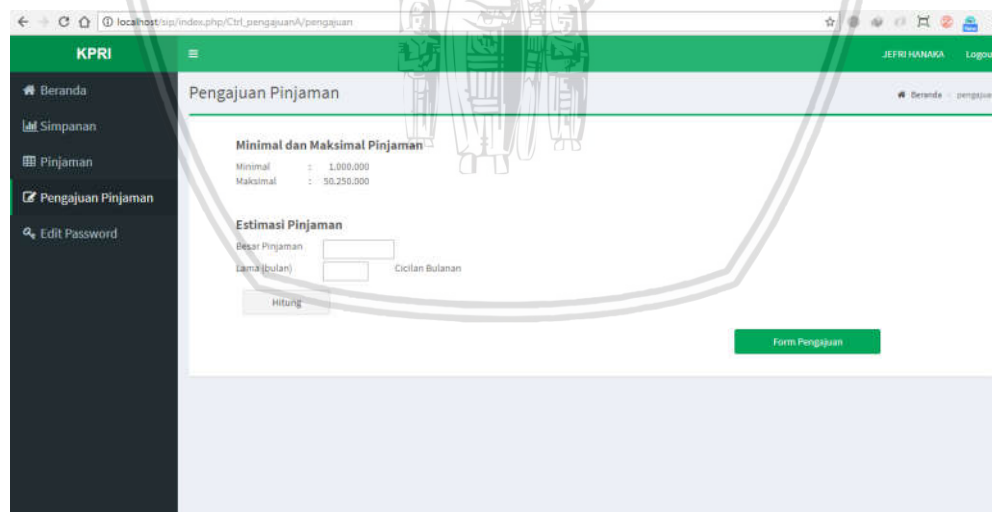 localhost/sip/index.php/Ctrl_pengajuanA/pengajuan
KPRI
JEFRI HANAKA Logou
Beranda
Pengajuan Pinjaman
Beranda
Simpanan
Pinjaman
Pengajuan Pinjaman
Edit Password
Minimal dan Maksimal Pinjaman
Minimal : 1.000.000
Maksimal : 50.250.000
Estimasi Pinjaman
Besar Pinjaman
Lama (bulan) Cicilan Bulanan
Hitung
Form Pengajuan